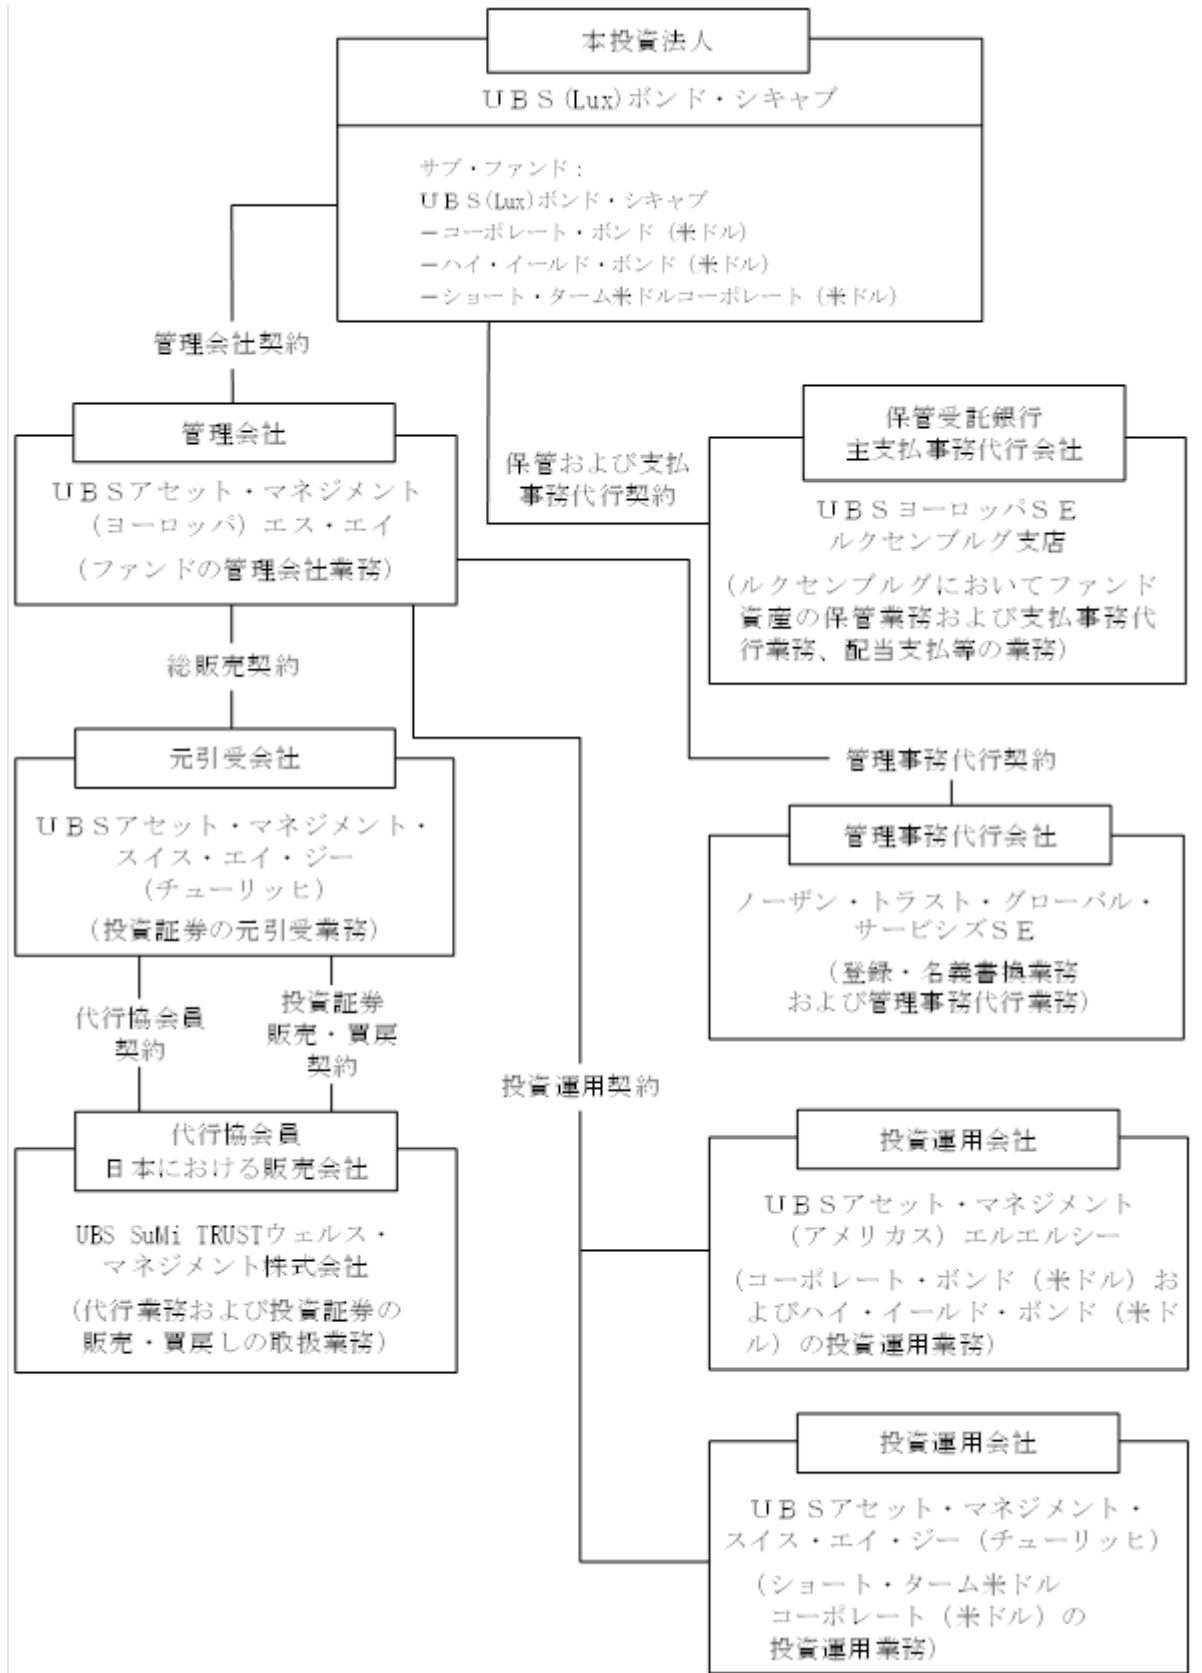 本投資法人
ＵＢＳ(Lux)ボンド・シキャブ
サブ・ファンド：
ＵＢＳ(Lux)ボンド・シキャブ
－コーポレート・ボンド（米ドル）
－ハイ・イールド・ボンド（米ドル）
－ショート・ターム米ドルコーポレート（米ドル）
管理会社契約
管理会社
ＵＢＳアセット・マネジメント
（ヨーロッパ）エス・エイ
（ファンドの管理会社業務）
保管および支払
事務代行契約
保管受託銀行
主支払事務代行会社
ＵＢＳヨーロッパＳＥ
ルクセンブルグ支店
（ルクセンブルグにおいてファンド
資産の保管業務および支払事務代
行業務、配当支払等の業務）
総販売契約
元引受会社
ＵＢＳアセット・マネジメント・
スイス・エイ・ジー
（チューリッヒ）
（投資証券の元引受業務）
管理事務代行契約
管理事務代行会社
ノーザン・トラスト・グローバル・
サービシズＳＥ
（登録・名義書換業務
および管理事務代行業務）
代行協会員
契約
投資証券
販売・買戻
契約
投資運用契約
代行協会員
日本における販売会社
UBS SuMi TRUSTウェルス・
マネジメント株式会社
（代行業務および投資証券の
販売・買戻しの取扱業務）
投資運用会社
ＵＢＳアセット・マネジメント
（アメリカス）エルエルシー
（コーポレート・ボンド（米ドル）お
よびハイ・イールド・ボンド（米ド
ル）の投資運用業務）
投資運用会社
ＵＢＳアセット・マネジメント・
スイス・エイ・ジー（チューリッヒ）
（ショート・ターム米ドル
コーポレート（米ドル）の
投資運用業務）